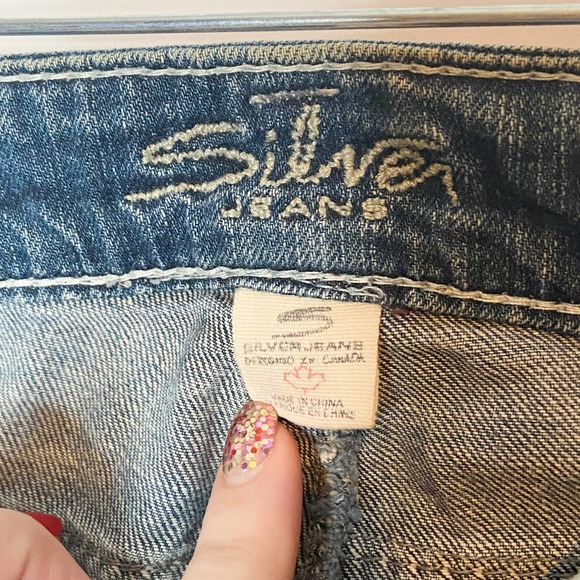 Silver
JEANS
S
SILVER JEANS
DESIGNED IN CANADA
MADE IN CHINA
FABRIQUÉ EN CHINE